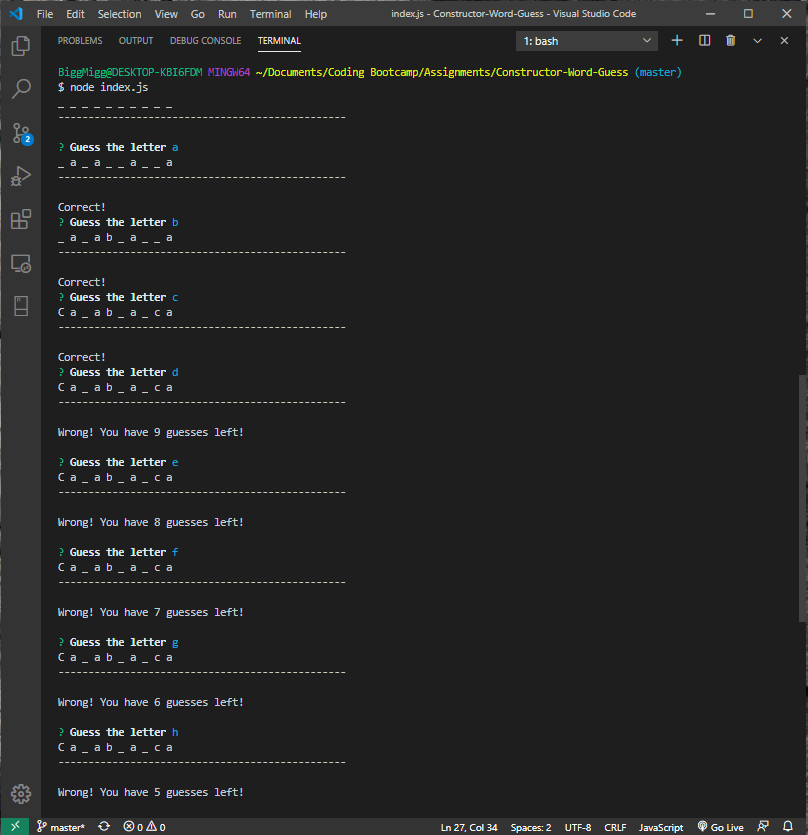 File Edit Selection View Go Run Terminal Help index.js - Constructor-Word-Guess - Visual Studio Code
PROBLEMS OUTPUT DEBUG CONSOLE TERMINAL 1: bash
BiggMigg@DESKTOP-KBI6FDM MINGW64 ~/Documents/Coding Bootcamp/Assignments/Constructor-Word-Guess (master)
$ node index.js
_ _ _ _ _ _ _ _ _ _
------------------------------------------------
? Guess the letter a
_ a _ a _ _ a _ _ a
------------------------------------------------
Correct!
? Guess the letter b
_ a _ a b _ a _ _ a
------------------------------------------------
Correct!
? Guess the letter c
C a _ a b _ a _ c a
------------------------------------------------
Correct!
? Guess the letter d
C a _ a b _ a _ c a
------------------------------------------------
Wrong! You have 9 guesses left!
? Guess the letter e
C a _ a b _ a _ c a
------------------------------------------------
Wrong! You have 8 guesses left!
? Guess the letter f
C a _ a b _ a _ c a
------------------------------------------------
Wrong! You have 7 guesses left!
? Guess the letter g
C a _ a b _ a _ c a
------------------------------------------------
Wrong! You have 6 guesses left!
? Guess the letter h
C a _ a b _ a _ c a
------------------------------------------------
Wrong! You have 5 guesses left!
2
master* 0 0 Ln 27, Col 34 Spaces: 2 UTF-8 CRLF JavaScript Go Live